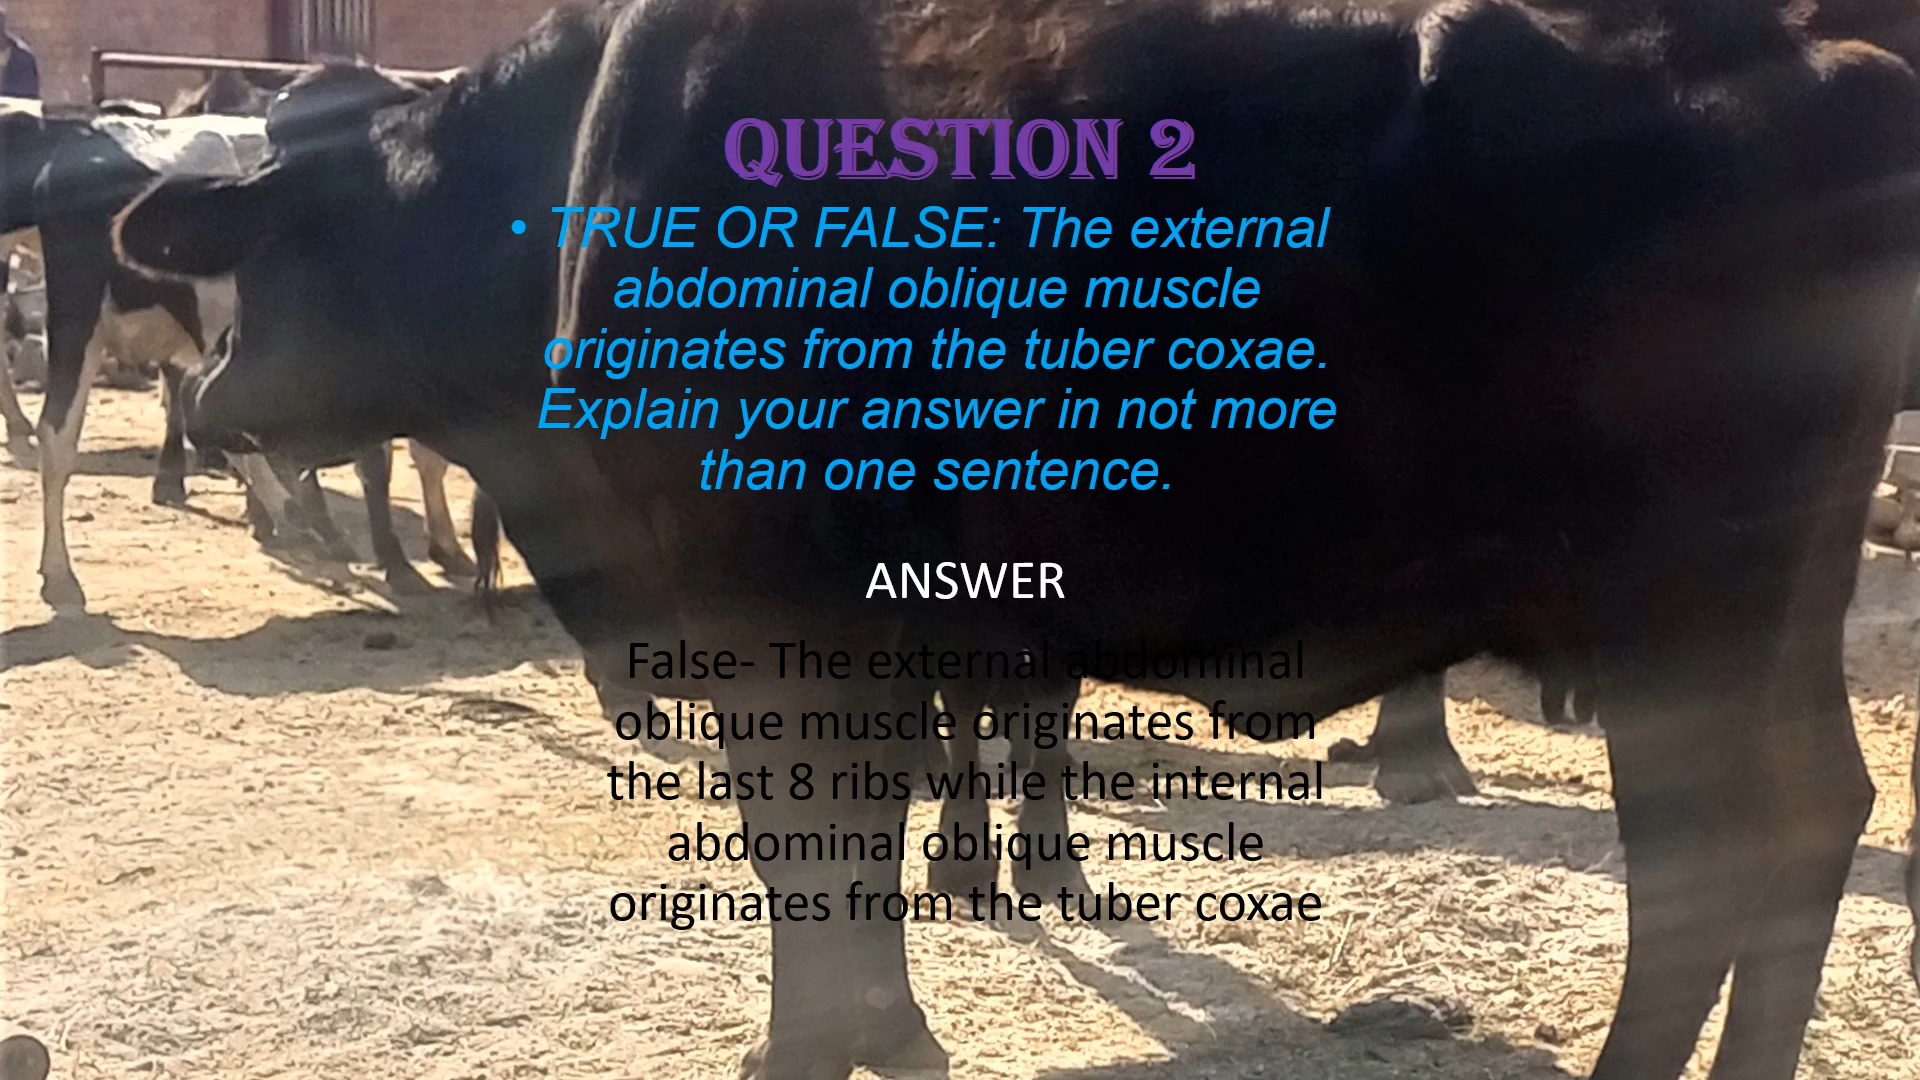 QUESTION 2
• TRUE OR FALSE: The external
abdominal oblique muscle
originates from the tuber coxae.
Explain your answer in not more
than one sentence.
ANSWER
False- The external abdominal
oblique muscle originates from
the last 8 ribs while the internal
abdominal oblique muscle
originates from the tuber coxae